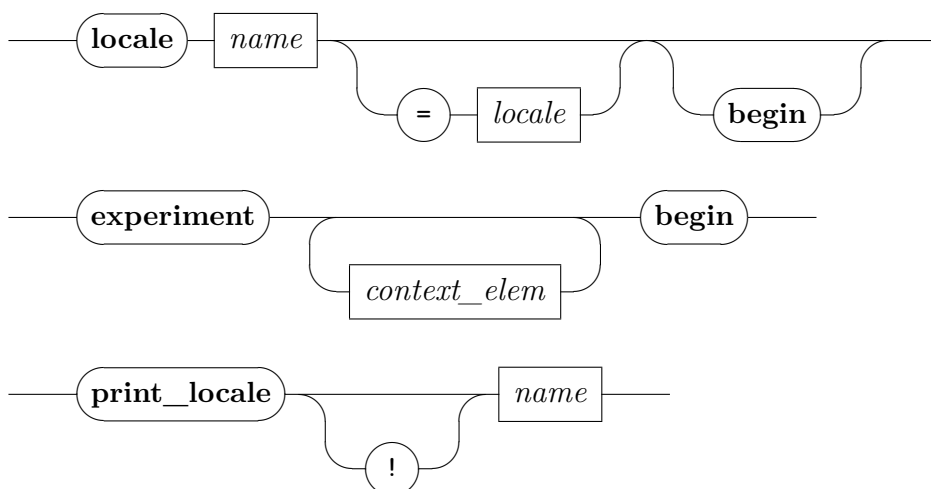 locale name
= locale begin
experiment begin
context_elem
print_locale name
!